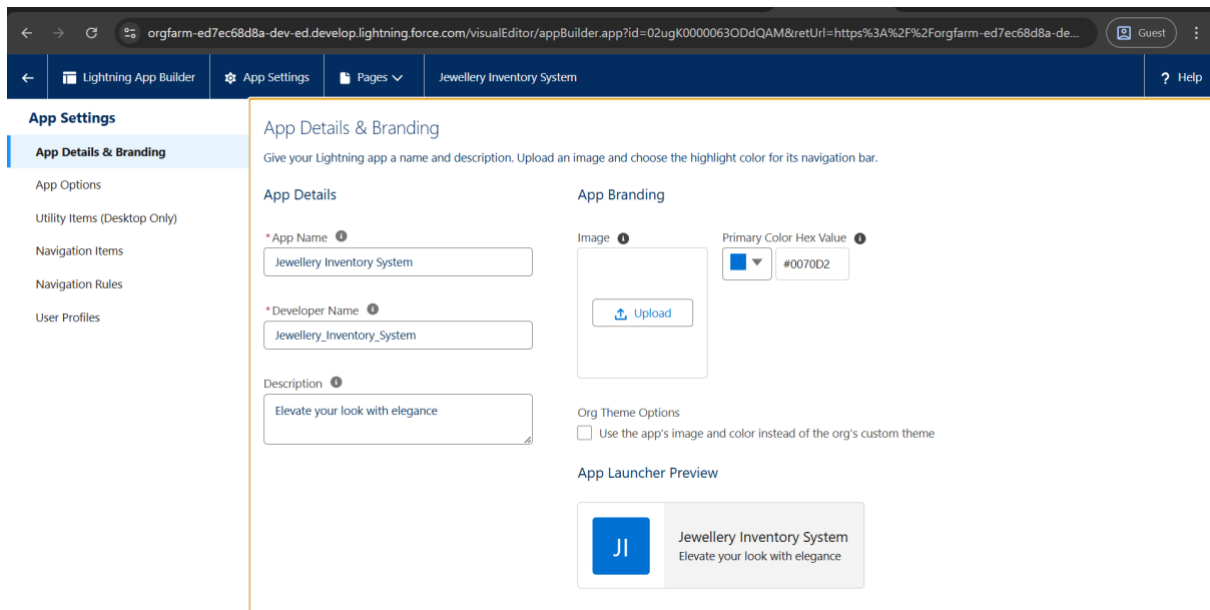 orgfarm-ed7ec68d8a-dev-ed.develop.lightning.force.com/visualEditor/appBuilder.app?id=02ugK0000063ODdQAM&retUrl=https%3A%2F%2Forgfarm-ed7ec68d8a-de... Guest
Lightning App Builder App Settings Pages Jewellery Inventory System ? Help
App Settings
App Details & Branding
App Options
Utility Items (Desktop Only)
Navigation Items
Navigation Rules
User Profiles
App Details & Branding
Give your Lightning app a name and description. Upload an image and choose the highlight color for its navigation bar.
App Details
*App Name
Jewellery Inventory System
*Developer Name
Jewellery_Inventory_System
Description
Elevate your look with elegance
App Branding
Image
Upload
Primary Color Hex Value
#0070D2
Org Theme Options
Use the app's image and color instead of the org's custom theme
App Launcher Preview
JI
Jewellery Inventory System
Elevate your look with elegance